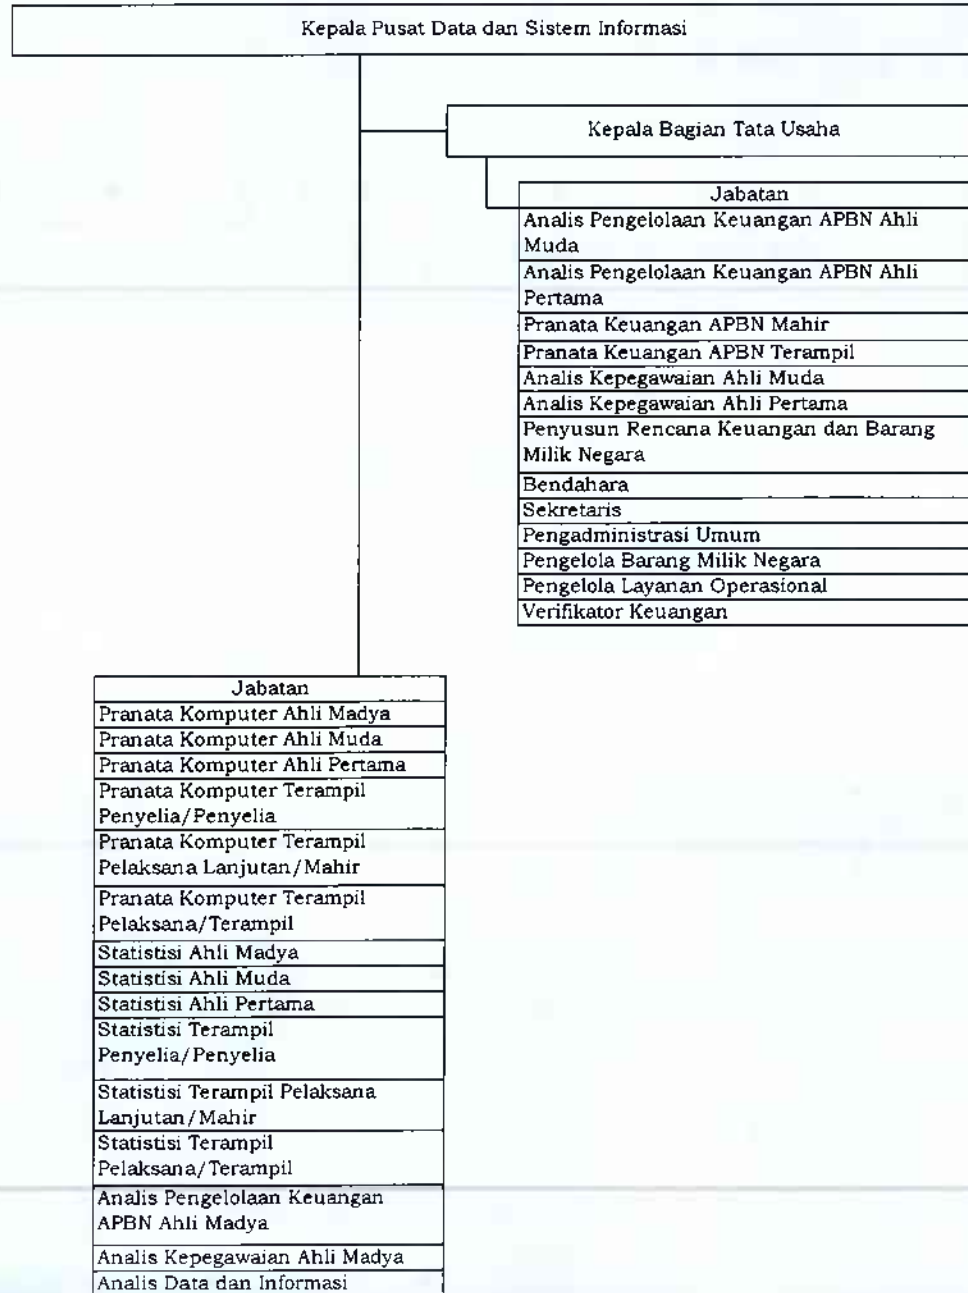 Kepala Pusat Data dan Sistem Informasi
Kepala Bagian Tata Usaha
Jabatan
Analis Pengelolaan Keuangan APBN Ahli
Muda
Analis Pengelolaan Keuangan APBN Ahli
Pertama
Pranata Keuangan APBN Mahir
Pranata Keuangan APBN Terampil
Analis Kepegawaian Ahli Muda
Analis Kepegawaian Ahli Pertama
Penyusun Rencana Keuangan dan Barang
Milik Negara
Bendahara
Sekretaris
Pengadministrasi Umum
Pengelola Barang Milik Negara
Pengelola Layanan Operasional
Verifikator Keuangan
Jabatan
Pranata Komputer Ahli Madya
Pranata Komputer Ahli Muda
Pranata Komputer Ahli Pertama
Pranata Komputer Terampil
Penyelia/Penyelia
Pranata Komputer Terampil
Pelaksana Lanjutan/Mahir
Pranata Komputer Terampil
Pelaksana/Terampil
Statistisi Ahli Madya
Statistisi Ahli Muda
Statistisi Ahli Pertama
Statistisi Terampil
Penyelia/Penyelia
Statistisi Terampil Pelaksana
Lanjutan/Mahir
Statistisi Terampil
Pelaksana/Terampil
Analis Pengelolaan Keuangan
APBN Ahli Madya
Analis Kepegawaian Ahli Madya
Analis Data dan Informasi